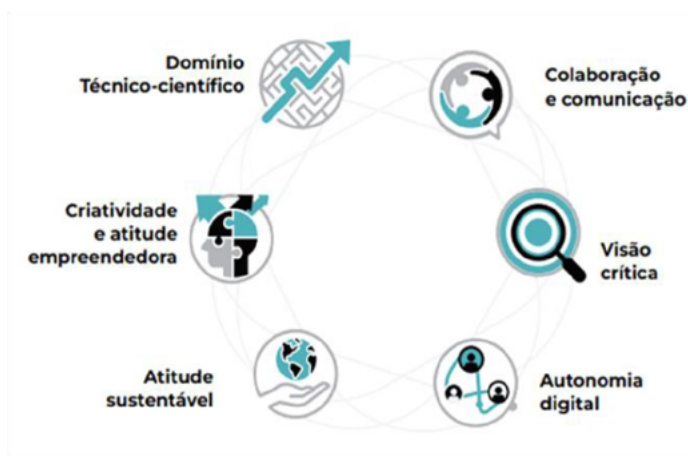 Domínio
Técnico-científico
Colaboração
e comunicação
Criatividade
e atitude
empreendedora
Visão
crítica
Atitude
sustentável
Autonomia
digital